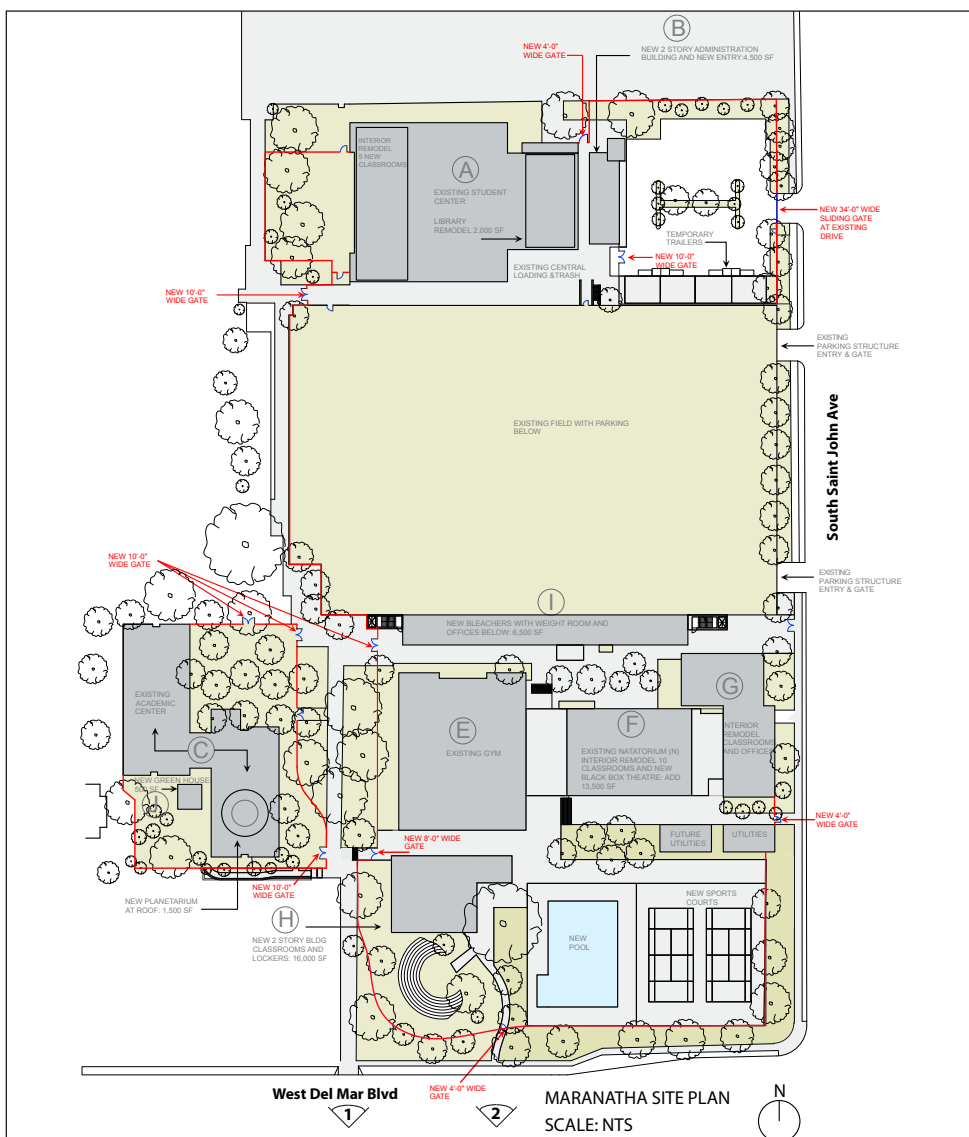 B
NEW 4'-0"
WIDE GATE
NEW 2 STORY ADMINISTRATION
BUILDING AND NEW ENTRY:4,500 SF
INTERIOR
REMODEL
5 NEW
CLASSROOMS
A
EXISTING STUDENT
CENTER
LIBRARY
REMODEL 2,000 SF
NEW 34'-0" WIDE
SLIDING GATE
AT EXISTING
DRIVE
TEMPORARY
TRAILERS
NEW 10'-0"
WIDE GATE
EXISTING CENTRAL
LOADING &TRASH
NEW 10'-0"
WIDE GATE
EXISTING
PARKING STRUCTURE
ENTRY & GATE
EXISTING FIELD WITH PARKING
BELOW
South Saint John Ave
NEW 10'-0"
WIDE GATE
EXISTING
PARKING STRUCTURE
ENTRY & GATE
I
NEW BLEACHERS WITH WEIGHT ROOM AND
OFFICES BELOW: 6,500 SF
EXISTING
ACADEMIC
CENTER
C
E
EXISTING GYM
F
EXISTING NATATORIUM (N)
INTERIOR REMODEL 10
CLASSROOMS AND NEW
BLACK BOX THEATRE: ADD
13,500 SF
G
INTERIOR
REMODEL
CLASSROOMS
AND OFFICES
NEW GREEN HOUSE
500 SF
J
NEW 8'-0" WIDE
GATE
FUTURE
UTILITIES
UTILITIES
NEW 4'-0"
WIDE GATE
NEW 10'-0"
WIDE GATE
NEW PLANETARIUM
AT ROOF: 1,500 SF
H
NEW 2 STORY BLDG
CLASSROOMS AND
LOCKERS: 16,000 SF
NEW
POOL
NEW SPORTS
COURTS
NEW 4'-0" WIDE
GATE
West Del Mar Blvd
1
2
MARANATHA SITE PLAN
SCALE: NTS
N